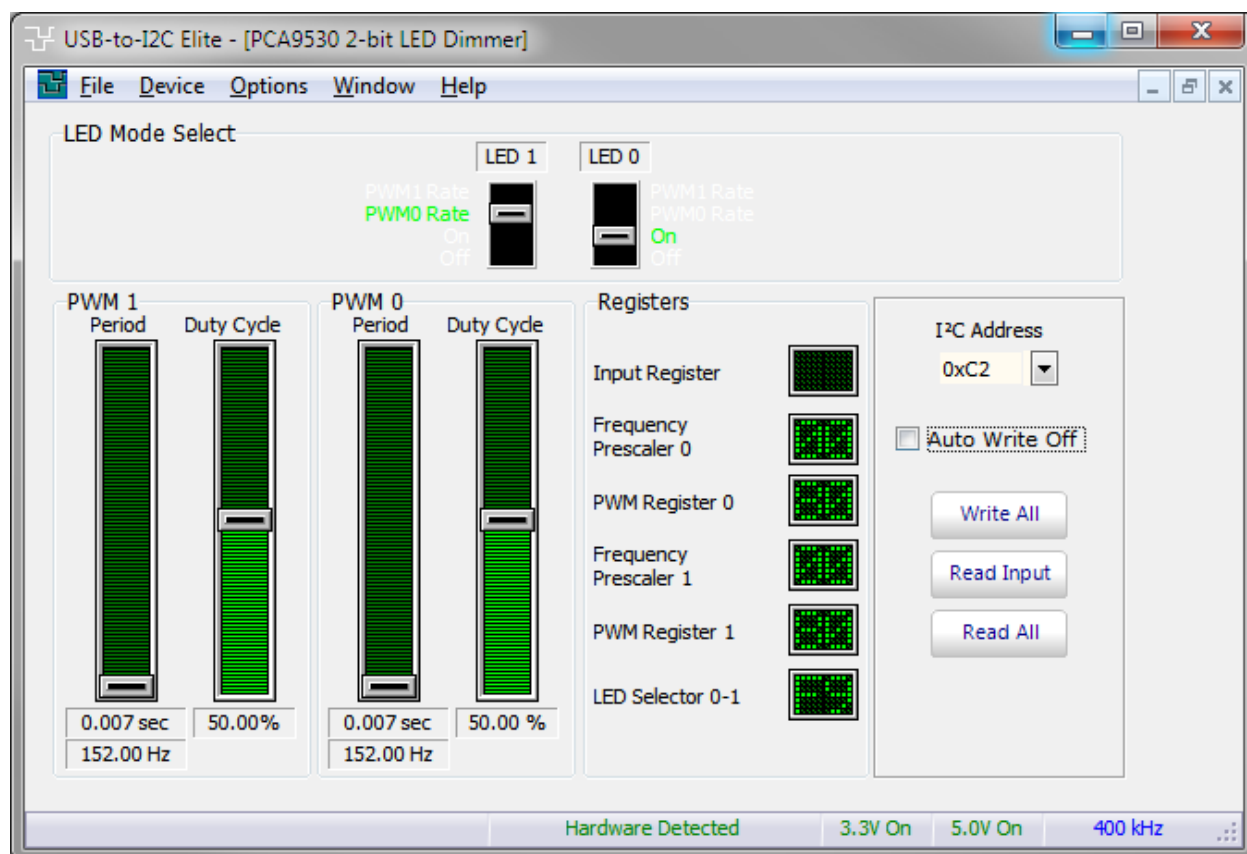 USB-to-I2C Elite - [PCA9530 2-bit LED Dimmer]
File Device Options Window Help
LED Mode Select
LED 1 LED 0
PWM1 Rate PWM1 Rate
PWM0 Rate PWM0 Rate
On On
Off Off
PWM 1
Period Duty Cycle
0.007 sec 50.00%
152.00 Hz
PWM 0
Period Duty Cycle
0.007 sec 50.00 %
152.00 Hz
Registers
Input Register
Frequency
Prescaler 0
PWM Register 0
Frequency
Prescaler 1
PWM Register 1
LED Selector 0-1
I²C Address
0xC2
Auto Write Off
Write All
Read Input
Read All
Hardware Detected 3.3V On 5.0V On 400 kHz